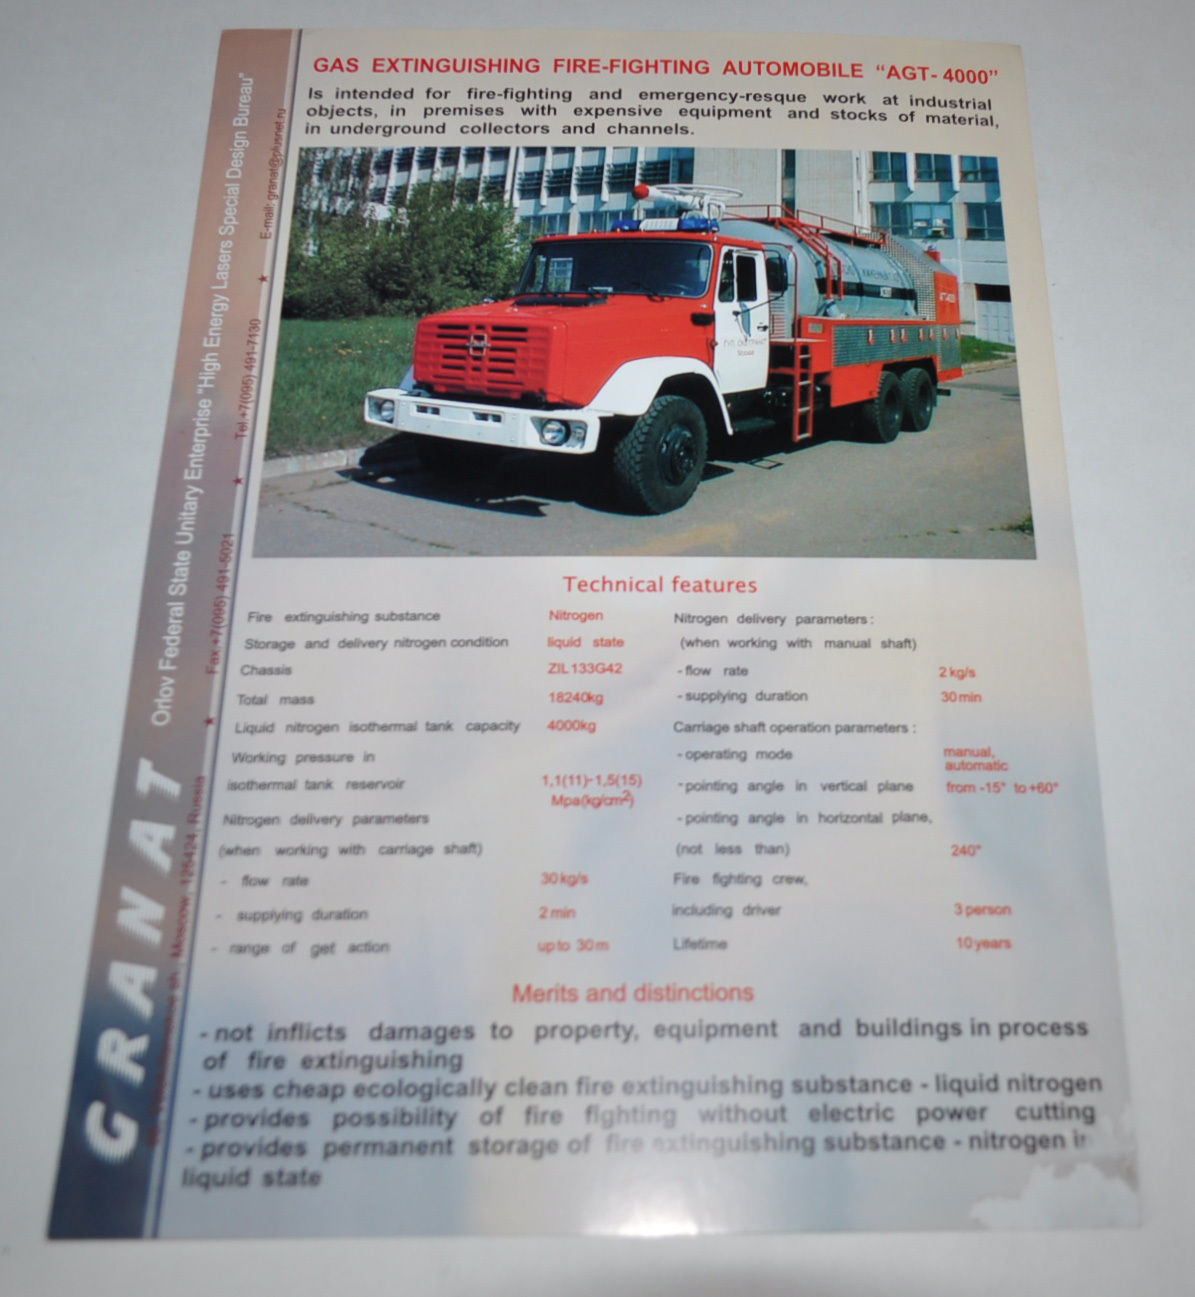 GAS EXTINGUISHING FIRE-FIGHTING AUTOMOBILE “AGT- 4000”
Is intended for fire-fighting and emergency-resque work at industrial
objects, in premises with expensive equipment and stocks of material,
in underground collectors and channels.
Technical features
Fire extinguishing substance Nitrogen
Storage and delivery nitrogen condition liquid state
Chassis ZIL133G42
Total mass 18240kg
Liquid nitrogen isothermal tank capacity 4000kg
Working pressure in
isothermal tank reservoir 1,1(11)-1,5(15)
Mpa(kg/cm²)
Nitrogen delivery parameters
(when working with carriage shaft)
- flow rate 30kg/s
- supplying duration 2 min
- range of get action up to 30m
Nitrogen delivery parameters :
(when working with manual shaft)
- flow rate 2 kg/s
- supplying duration 30 min
Carriage shaft operation parameters :
- operating mode manual,
automatic
- pointing angle in vertical plane from -15° to +60°
- pointing angle in horizontal plane,
(not less than) 240°
Fire fighting crew,
including driver 3 person
Lifetime 10 years
Merits and distinctions
- not inflicts damages to property, equipment and buildings in process
of fire extinguishing
- uses cheap ecologically clean fire extinguishing substance - liquid nitrogen
- provides possibility of fire fighting without electric power cutting
- provides permanent storage of fire extinguishing substance - nitrogen in
liquid state
GRANAT
Orlov Federal State Unitary Enterprise "High Energy Lasers Special Design Bureau"
Moscow, 125424, Russia ★ Fax.+7(095) 491-5021 ★ Tel.+7(095) 491-7130 ★ E-mail: granat@plusnet.ru